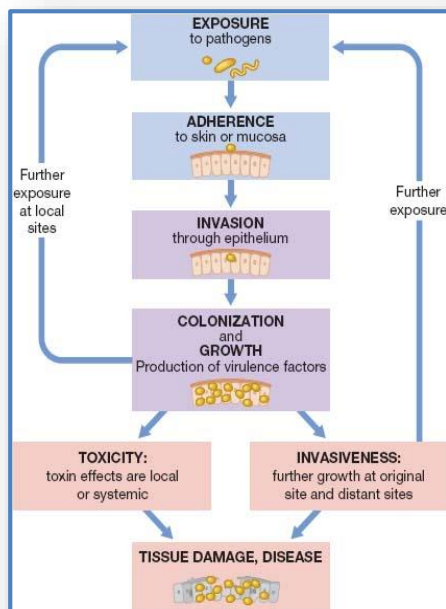 EXPOSURE
to pathogens
ADHERENCE
to skin or mucosa
Further
exposure
at local
sites
Further
exposure
INVASION
through epithelium
COLONIZATION
and
GROWTH
Production of virulence factors
TOXICITY:
toxin effects are local
or systemic
INVASIVENESS:
further growth at original
site and distant sites
TISSUE DAMAGE, DISEASE